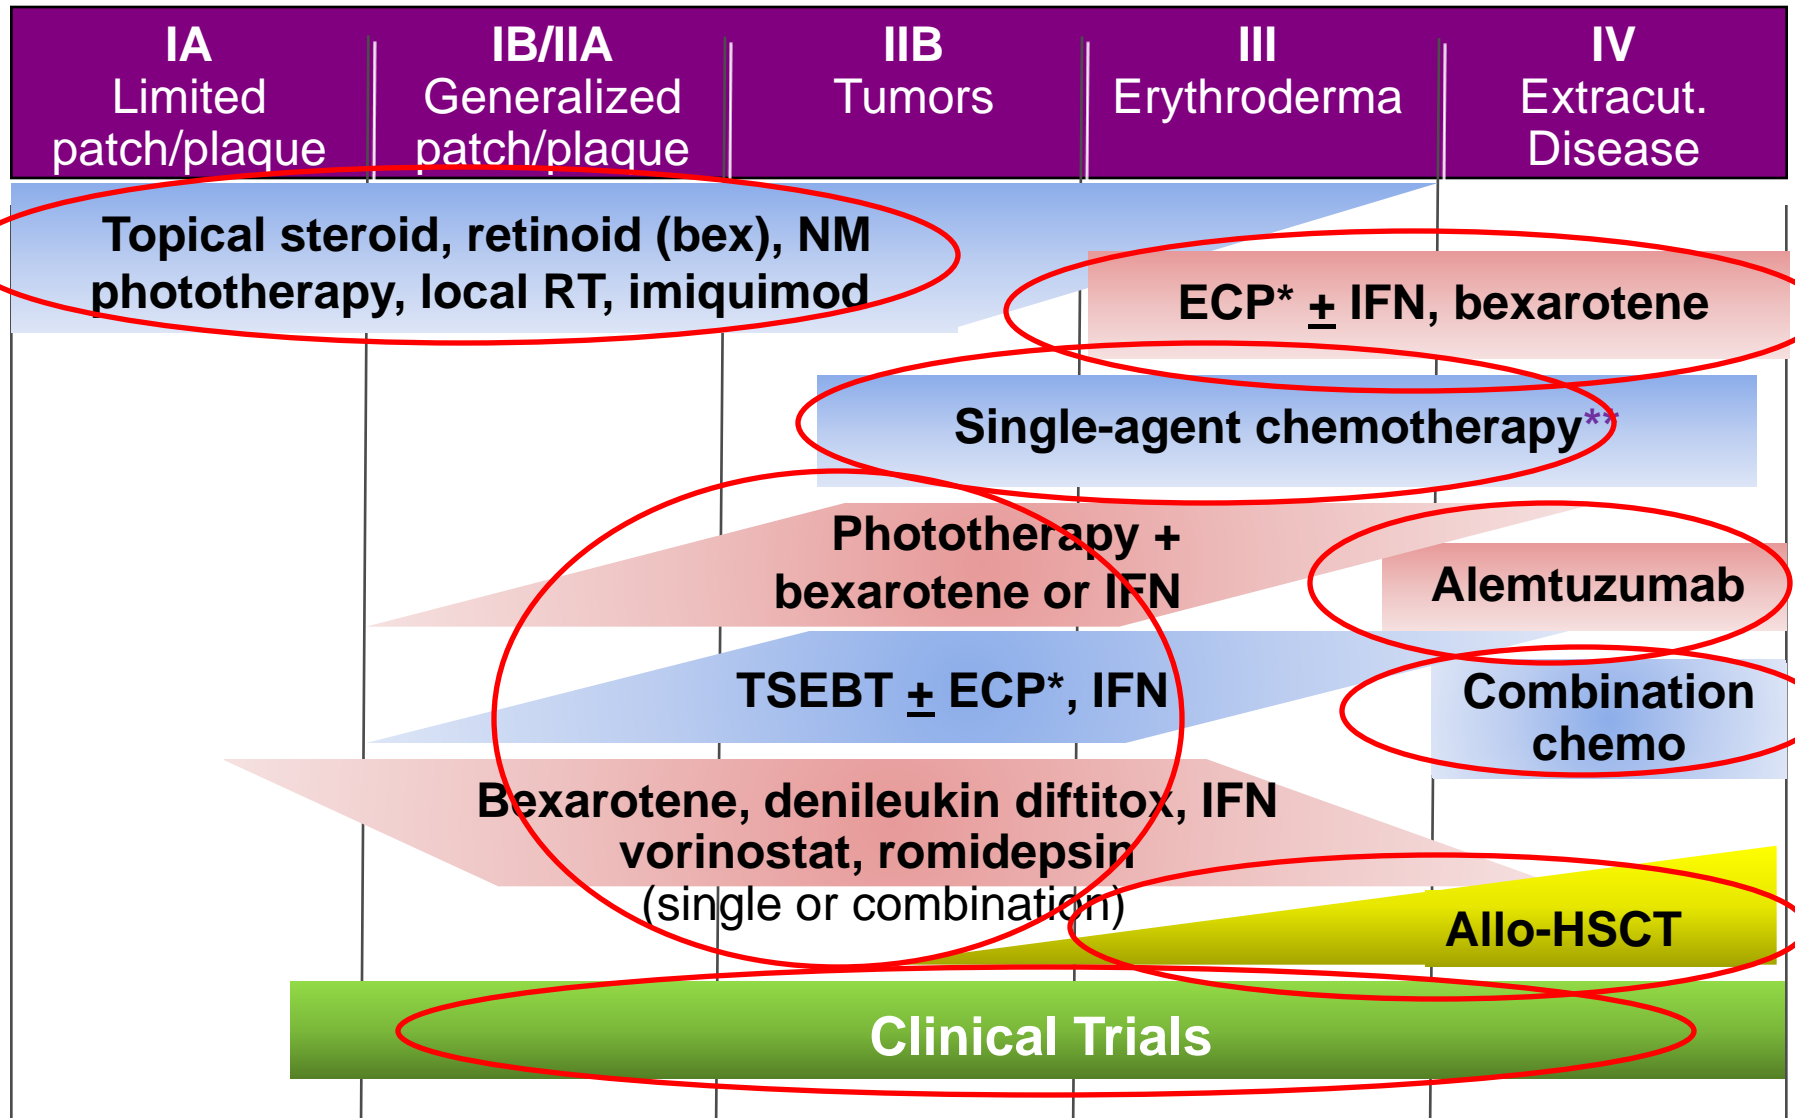 IA
Limited
patch/plaque
IB/IIA
Generalized
patch/plaque
IIB
Tumors
III
Erythroderma
IV
Extracut.
Disease
Topical steroid, retinoid (bex), NM
phototherapy, local RT, imiquimod
ECP* ± IFN, bexarotene
Single-agent chemotherapy**
Phototherapy +
bexarotene or IFN
Alemtuzumab
TSEBT ± ECP*, IFN
Combination
chemo
Bexarotene, denileukin diftitox, IFN
vorinostat, romidepsin
(single or combination)
Allo-HSCT
Clinical Trials